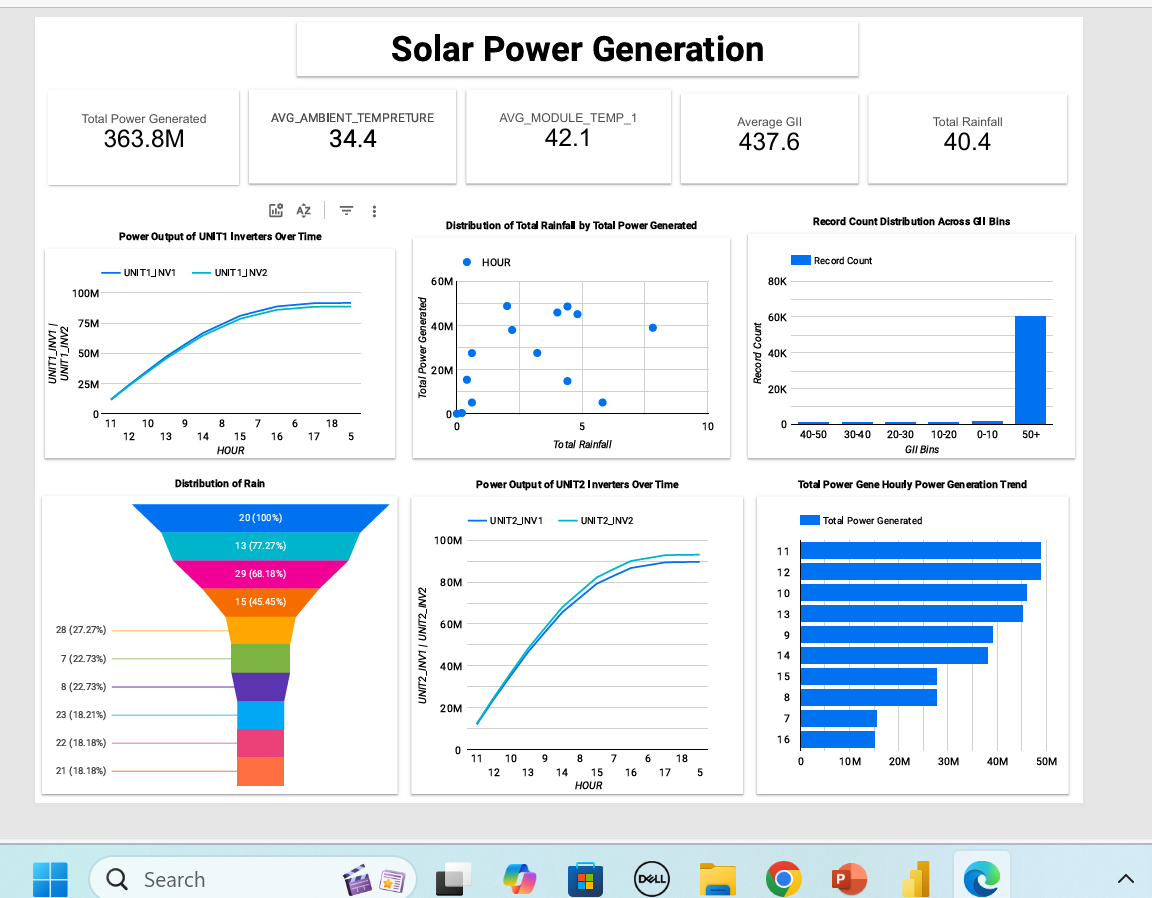 Solar Power Generation
Total Power Generated
363.8M
AVG_AMBIENT_TEMPRETURE
34.4
AVG_MODULE_TEMP_1
42.1
Average GII
437.6
Total Rainfall
40.4
Power Output of UNIT1 Inverters Over Time
UNIT1_INV1 UNIT1_INV2
100M
75M
50M
25M
0
UNIT1_INV1 |
UNIT1_INV2
11 10 9 8 7 6 18
12 13 14 15 16 17 5
HOUR
Distribution of Total Rainfall by Total Power Generated
HOUR
60M
40M
20M
0
Total Power Generated
0 5 10
Total Rainfall
Record Count Distribution Across GII Bins
Record Count
80K
60K
40K
20K
0
Record Count
40-50 30-40 20-30 10-20 0-10 50+
GII Bins
Distribution of Rain
20 (100%)
13 (77.27%)
29 (68.18%)
15 (45.45%)
28 (27.27%)
7 (22.73%)
8 (22.73%)
23 (18.21%)
22 (18.18%)
21 (18.18%)
Power Output of UNIT2 Inverters Over Time
UNIT2_INV1 UNIT2_INV2
100M
80M
60M
40M
20M
0
UNIT2_INV1 | UNIT2_INV2
11 10 9 8 7 6 18
12 13 14 15 16 17 5
HOUR
Total Power Gene Hourly Power Generation Trend
Total Power Generated
11
12
10
13
9
14
15
8
7
16
0 10M 20M 30M 40M 50M
Search
DELL
P